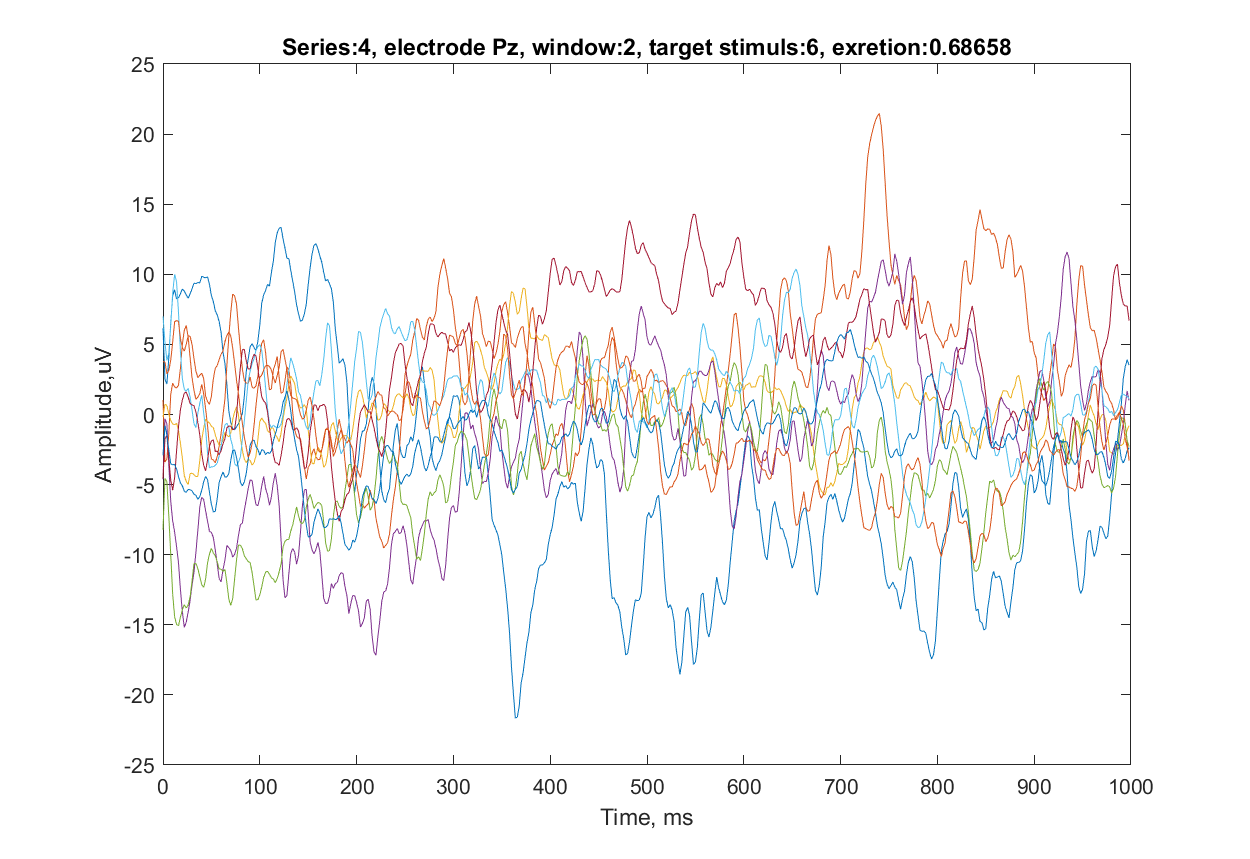 Series:4, electrode Pz, window:2, target stimuls:6, exretion:0.68658
25
20
15
10
5
0
-5
-10
-15
-20
-25
Amplitude,uV
0 100 200 300 400 500 600 700 800 900 1000
Time, ms